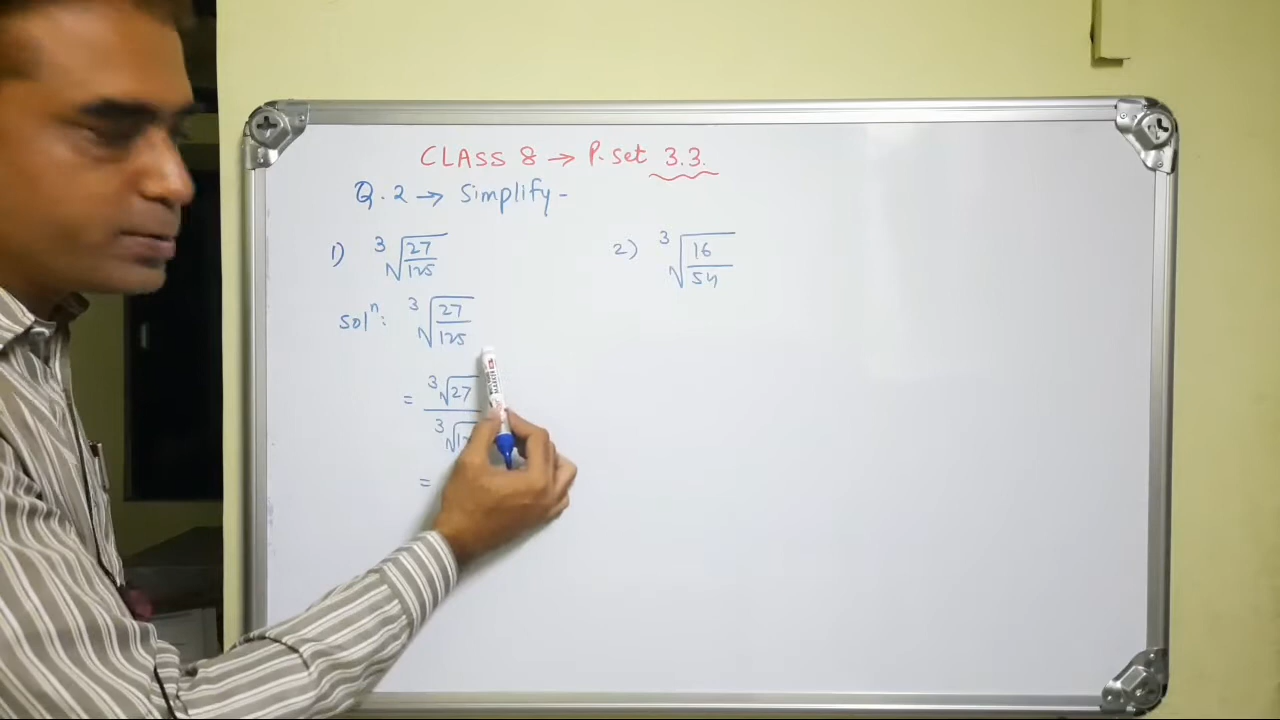 CLASS 8 → P. Set 3.3.
Q. 2 → Simplify -
1) ³√(27/125)
2) ³√(16/54)
Solⁿ: ³√(27/125)
= ³√27 / ³√12
=